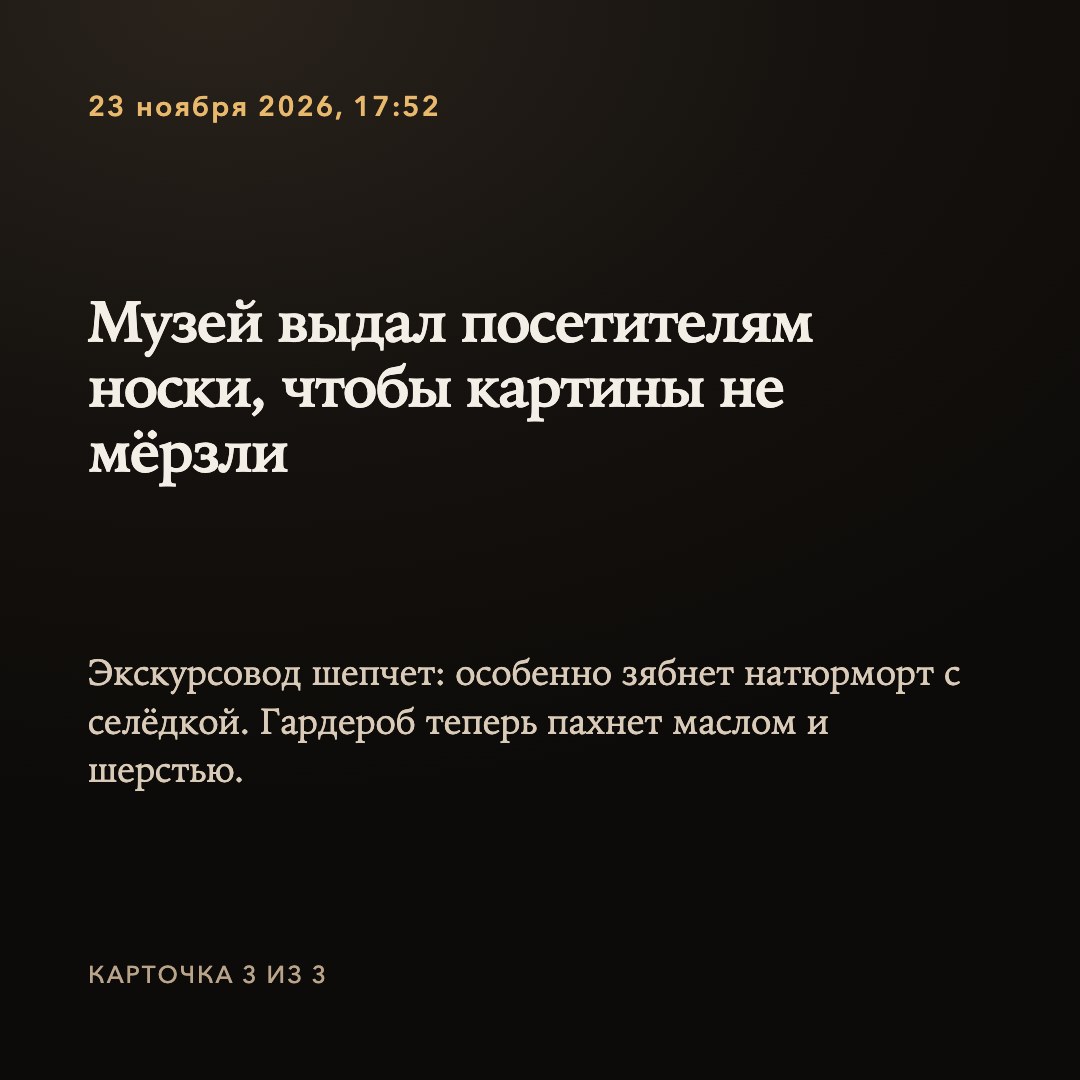 23 ноября 2026, 17:52
Музей выдал посетителям
носки, чтобы картины не
мёрзли
Экскурсовод шепчет: особенно зябнет натюрморт с
селёдкой. Гардероб теперь пахнет маслом и
шерстью.
КАРТОЧКА 3 ИЗ 3